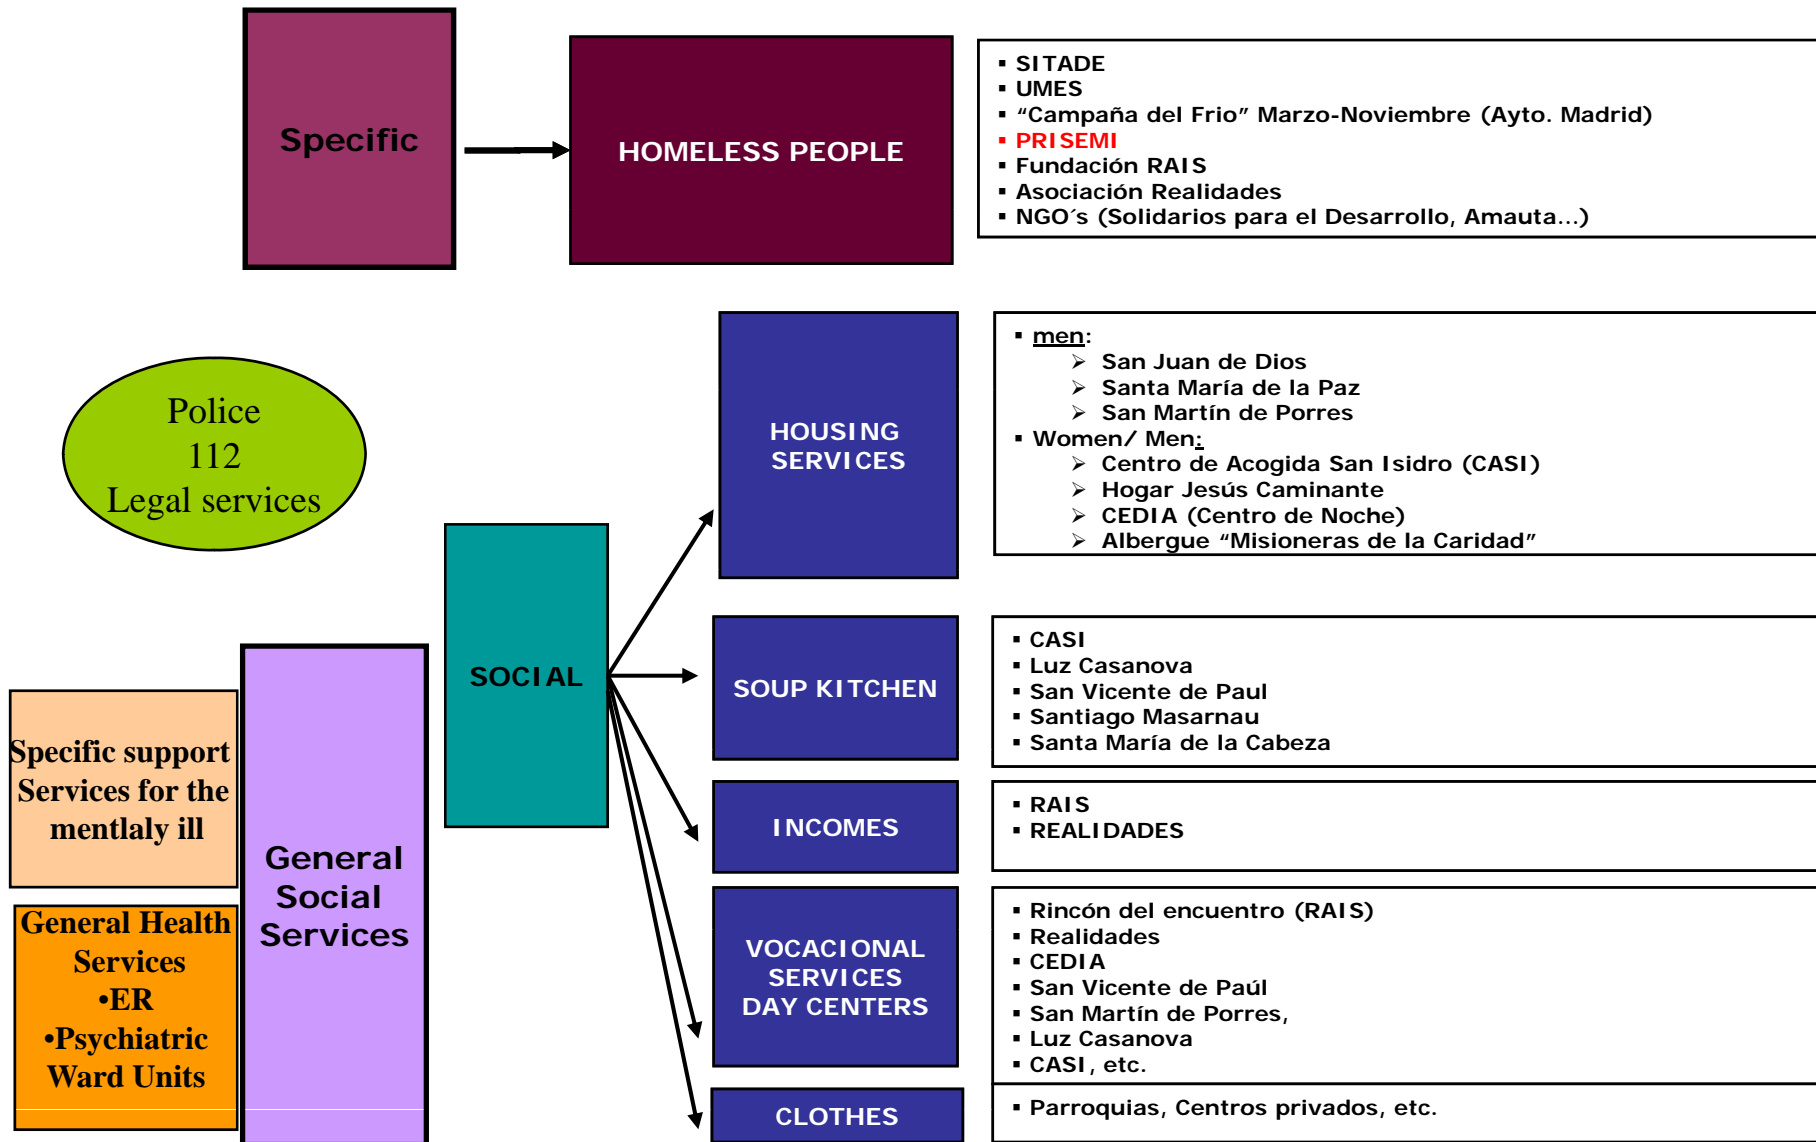 Specific
HOMELESS PEOPLE
▪ SITADE
▪ UMES
▪ “Campaña del Frio” Marzo-Noviembre (Ayto. Madrid)
▪ PRISEMI
▪ Fundación RAIS
▪ Asociación Realidades
▪ NGO´s (Solidarios para el Desarrollo, Amauta...)
Police
112
Legal services
Specific support
Services for the
mentlaly ill
General Health
Services
•ER
•Psychiatric
Ward Units
General
Social
Services
SOCIAL
HOUSING
SERVICES
▪ men:
➢ San Juan de Dios
➢ Santa María de la Paz
➢ San Martín de Porres
▪ Women/ Men:
➢ Centro de Acogida San Isidro (CASI)
➢ Hogar Jesús Caminante
➢ CEDIA (Centro de Noche)
➢ Albergue “Misioneras de la Caridad”
SOUP KITCHEN
▪ CASI
▪ Luz Casanova
▪ San Vicente de Paul
▪ Santiago Masarnau
▪ Santa María de la Cabeza
INCOMES
▪ RAIS
▪ REALIDADES
VOCACIONAL
SERVICES
DAY CENTERS
▪ Rincón del encuentro (RAIS)
▪ Realidades
▪ CEDIA
▪ San Vicente de Paúl
▪ San Martín de Porres,
▪ Luz Casanova
▪ CASI, etc.
CLOTHES
▪ Parroquias, Centros privados, etc.